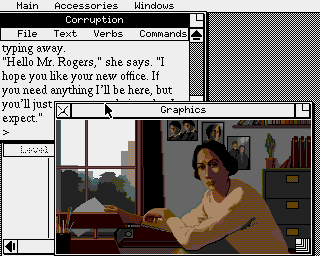 Main Accessories Windows
Corruption
File Text Verbs Commands
typing away.
"Hello Mr. Rogers," she says. "I
hope you like your new office. If
you need anything I'll be here, but
you'll just
expect."
>
Graphics
Level